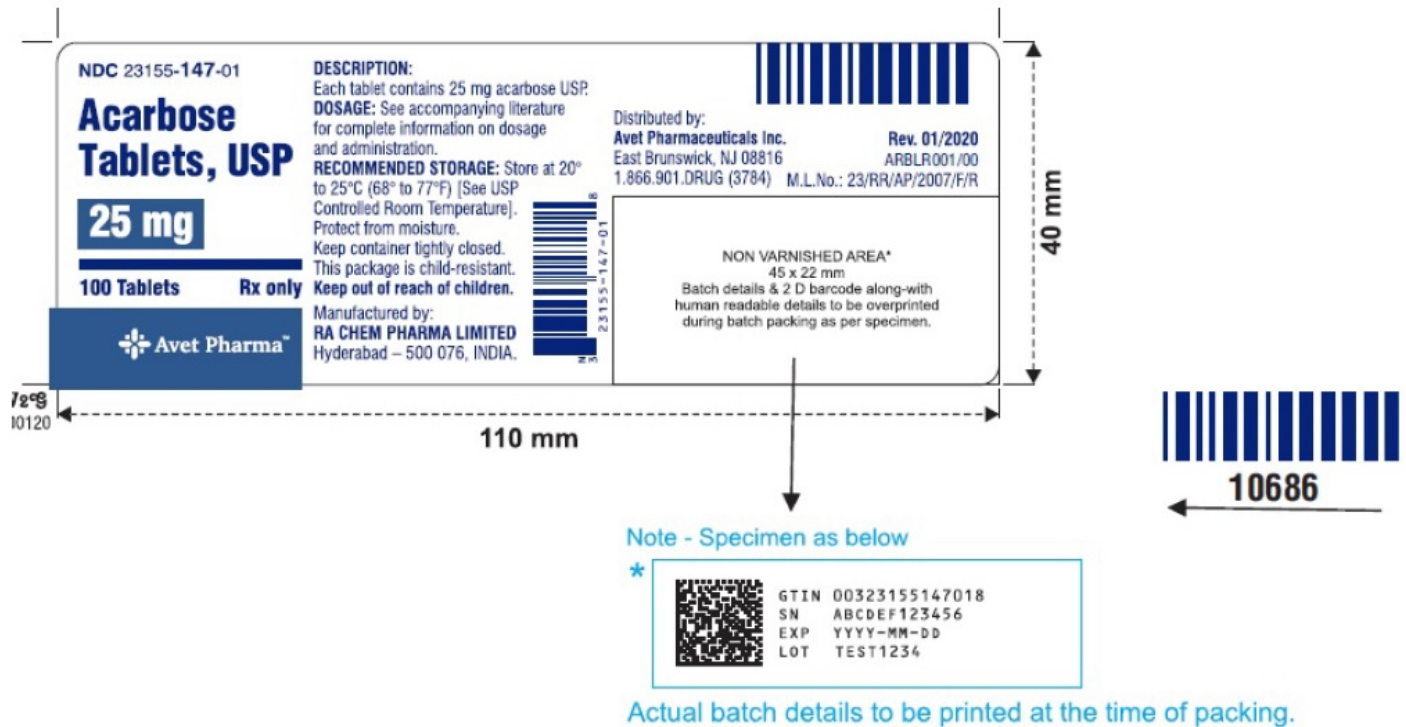 NDC 23155-147-01
Acarbose
Tablets, USP
25 mg
100 Tablets Rx only
Avet Pharma™
DESCRIPTION:
Each tablet contains 25 mg acarbose USP.
DOSAGE: See accompanying literature
for complete information on dosage
and administration.
RECOMMENDED STORAGE: Store at 20°
to 25°C (68° to 77°F) [See USP
Controlled Room Temperature].
Protect from moisture.
Keep container tightly closed.
This package is child-resistant.
Keep out of reach of children.
Manufactured by:
RA CHEM PHARMA LIMITED
Hyderabad – 500 076, INDIA.
N 3 23155-147-01 8
Distributed by:
Avet Pharmaceuticals Inc.
East Brunswick, NJ 08816
1.866.901.DRUG (3784)
Rev. 01/2020
ARBLR001/00
M.L.No.: 23/RR/AP/2007/F/R
NON VARNISHED AREA*
45 x 22 mm
Batch details & 2 D barcode along-with
human readable details to be overprinted
during batch packing as per specimen.
40 mm
110 mm
10686
Note - Specimen as below
*
GTIN 00323155147018
SN ABCDEF123456
EXP YYYY-MM-DD
LOT TEST1234
Actual batch details to be printed at the time of packing.